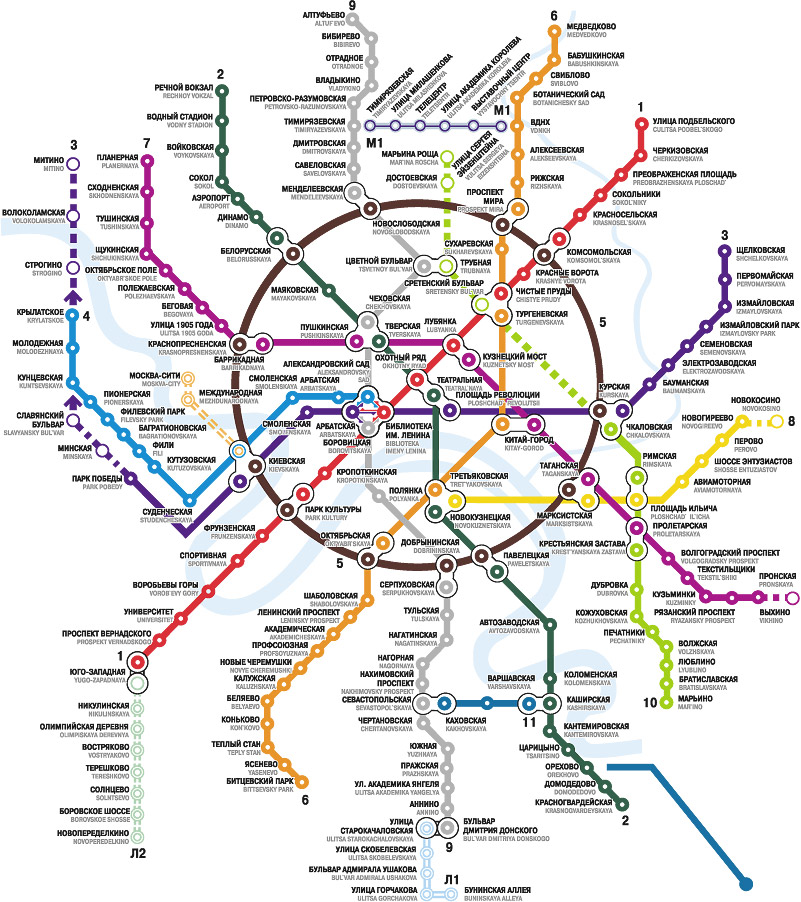 9
АЛТУФЬЕВО
ALTUF'EVO
БИБИРЕВО
BIBIREVO
ОТРАДНОЕ
OTRADNOE
ВЛАДЫКИНО
VLADYKINO
ПЕТРОВСКО-РАЗУМОВСКАЯ
PETROVSKO-RAZUMOVSKAYA
ТИМИРЯЗЕВСКАЯ
TIMIRYAZEVSKAYA
ДМИТРОВСКАЯ
DMITROVSKAYA
САВЕЛОВСКАЯ
SAVELOVSKAYA
МЕНДЕЛЕЕВСКАЯ
MENDELEEVSKAYA
ТИМИРЯЗЕВСКАЯ
TIMIRYAZEVSKAYA
УЛИЦА МИЛАШЕНКОВА
ULITSA MILASHENKOVA
ТЕЛЕЦЕНТР
TELETSENTR
УЛИЦА АКАДЕМИКА КОРОЛЕВА
ULITSA AKADEMIKA KOROLEVA
ВЫСТАВОЧНЫЙ ЦЕНТР
VYSTAVOCHNY TSENTR
М1
М1
6
МЕДВЕДКОВО
MEDVEDKOVO
БАБУШКИНСКАЯ
BABUSHKINSKAYA
СВИБЛОВО
SVIBLOVO
БОТАНИЧЕСКИЙ САД
BOTANICHESKY SAD
ВДНХ
VDNKH
АЛЕКСЕЕВСКАЯ
ALEKSEEVSKAYA
РИЖСКАЯ
RIZHSKAYA
ПРОСПЕКТ
МИРА
PROSPEKT MIRA
МАРЬИНА РОЩА
MAR'INA ROSCHA
ДОСТОЕВСКАЯ
DOSTOEVSKAYA
УЛИЦА СЕРГЕЯ
ЭЙЗЕНШТЕЙНА
1
УЛИЦА ПОДБЕЛЬСКОГО
CULITSA PODBEL'SKOGO
ЧЕРКИЗОВСКАЯ
CHERKIZOVSKAYA
ПРЕОБРАЖЕНСКАЯ ПЛОЩАДЬ
PREOBRAZHENSKAYA PLOSCHAD'
СОКОЛЬНИКИ
SOKOL'NIKY
КРАСНОСЕЛЬСКАЯ
KRASNOSEL'SKAYA
КОМСОМОЛЬСКАЯ
KOMSOMOL'SKAYA
КРАСНЫЕ ВОРОТА
KRASNYE VOROTA
2
РЕЧНОЙ ВОКЗАЛ
RECHNOY VOKZAL
ВОДНЫЙ СТАДИОН
VODNY STADION
ВОЙКОВСКАЯ
VOYKOVSKAYA
СОКОЛ
SOKOL
АЭРОПОРТ
AEROPORT
ДИНАМО
DINAMO
БЕЛОРУССКАЯ
BELORUSSKAYA
МАЯКОВСКАЯ
MAYAKOVSKAYA
7
ПЛАНЕРНАЯ
PLANERNAYA
СХОДНЕНСКАЯ
SKHODNENSKAYA
ТУШИНСКАЯ
TUSHINSKAYA
ЩУКИНСКАЯ
SHCHUKINSKAYA
ОКТЯБРЬСКОЕ ПОЛЕ
OKTYABR'SKOE POLE
ПОЛЕЖАЕВСКАЯ
POLEZHAEVSKAYA
БЕГОВАЯ
BEGOVAYA
УЛИЦА 1905 ГОДА
ULITSA 1905 GODA
КРАСНОПРЕСНЕНСКАЯ
KRASNOPRESNENSKAYA
БАРРИКАДНАЯ
BARRIKADNAYA
3
МИТИНО
MITINO
ВОЛОКОЛАМСКАЯ
VOLOKOLAMSKAYA
СТРОГИНО
STROGINO
КРЫЛАТСКОЕ
KRYLATSKOE
4
МОЛОДЕЖНАЯ
MOLODEZHNAYA
КУНЦЕВСКАЯ
KUNTSEVSKAYA
СЛАВЯНСКИЙ
БУЛЬВАР
SLAVYANSKY BUL'VAR
МИНСКАЯ
MINSKAYA
ПАРК ПОБЕДЫ
PARK POBEDY
ПИОНЕРСКАЯ
PIONERSKAYA
ФИЛЕВСКИЙ ПАРК
FILEVSKY PARK
БАГРАТИОНОВСКАЯ
BAGRATIONOVSKAYA
ФИЛИ
FILI
КУТУЗОВСКАЯ
KUTUZOVSKAYA
СУДЕНЧЕСКАЯ
STUDENCHESKAYA
МОСКВА-СИТИ
MOSKVA-CITY
МЕЖДУНАРОДНАЯ
MEZHDUNARODNAYA
КИЕВСКАЯ
KIEVSKAYA
СМОЛЕНСКАЯ
SMOLENSKAYA
АРБАТСКАЯ
ARBATSKAYA
СМОЛЕНСКАЯ
SMOLENSKAYA
АРБАТСКАЯ
ARBATSKAYA
АЛЕКСАНДРОВСКИЙ САД
SAD
БОРОВИЦКАЯ
BOROVITSKAYA
БИБЛИОТЕКА
ИМ. ЛЕНИНА
BIBLIOTEKA
IMENY LENINA
НОВОСЛОБОДСКАЯ
NOVOSLOBODSKAYA
ЦВЕТНОЙ БУЛЬВАР
TSVETNOY BUL'VAR
ТРУБНАЯ
TRUBNAYA
СУХАРЕВСКАЯ
SUKHAREVSKAYA
СРЕТЕНСКИЙ БУЛЬВАР
SRETENSKY BUL'VAR
ЧИСТЫЕ ПРУДЫ
CHISTYE PRUDY
ТУРГЕНЕВСКАЯ
TURGENEVSKAYA
ЧЕХОВСКАЯ
CHEKHOVSKAYA
ПУШКИНСКАЯ
PUSHKINSKAYA
ТВЕРСКАЯ
TVERSKAYA
ЛУБЯНКА
LUBYANKA
КУЗНЕЦКИЙ МОСТ
KUZNETSKY MOST
ОХОТНЫЙ РЯД
OKHOTNY RYAD
ТЕАТРАЛЬНАЯ
TEATRAL'NAYA
ПЛОЩАДЬ РЕВОЛЮЦИИ
PLOSCHAD' REVOLUTSII
КИТАЙ-ГОРОД
KITAY-GOROD
5
КУРСКАЯ
KURSKAYA
ЧКАЛОВСКАЯ
CHKALOVSKAYA
3
ЩЕЛКОВСКАЯ
SHCHELKOVSKAYA
ПЕРВОМАЙСКАЯ
PERVOMAYSKAYA
ИЗМАЙЛОВСКАЯ
IZMAYLOVSKAYA
ИЗМАЙЛОВСКИЙ ПАРК
IZMAYLOVSKY PARK
СЕМЕНОВСКАЯ
SEMENOVSKAYA
ЭЛЕКТРОЗАВОДСКАЯ
ELEKTROZAVODSKAYA
БАУМАНСКАЯ
BAUMANSKAYA
НОВОКОСИНО
NOVOKOSINO
8
НОВОГИРЕЕВО
NOVOGIREEVO
ПЕРОВО
PEROVO
ШОССЕ ЭНТУЗИАСТОВ
SHOSSE ENTUZIASTOV
АВИАМОТОРНАЯ
AVIAMOTORNAYA
РИМСКАЯ
RIMSKAYA
ПЛОЩАДЬ ИЛЬИЧА
PLOSCHAD' IL'ICHA
ТАГАНСКАЯ
TAGANSKAYA
МАРКСИСТСКАЯ
MARKSISTSKAYA
ПРОЛЕТАРСКАЯ
PROLETARSKAYA
КРЕСТЬЯНСКАЯ ЗАСТАВА
KREST'YANSKAYA ZASTAVA
ВОЛГОГРАДСКИЙ ПРОСПЕКТ
VOLGOGRADSKY PROSPEKT
ТЕКСТИЛЬЩИКИ
TEKSTIL'SHIKI
КУЗЬМИНКИ
KUZMINKY
РЯЗАНСКИЙ ПРОСПЕКТ
RYAZANSKY PROSPEKT
ПРОНСКАЯ
PRONSKAYA
ВЫХИНО
VIKHINO
ДУБРОВКА
DUBROVKA
КОЖУХОВСКАЯ
KOZHUKHOVSKAYA
ПЕЧАТНИКИ
PECHATNIKY
ВОЛЖСКАЯ
VOLZHSKAYA
ЛЮБЛИНО
LYUBLINO
БРАТИСЛАВСКАЯ
BRATISLAVSKAYA
МАРЬИНО
MAR'INO
10
КРОПОТКИНСКАЯ
KROPOTKINSKAYA
ПАРК КУЛЬТУРЫ
PARK KULTURY
ПОЛЯНКА
POLYANKA
ТРЕТЬЯКОВСКАЯ
TRET'YAKOVSKAYA
НОВОКУЗНЕЦКАЯ
NOVOKUZNETSKAYA
ОКТЯБРЬСКАЯ
OKTYABR'SKAYA
5
ДОБРЫНИНСКАЯ
DOBRININSKAYA
ПАВЕЛЕЦКАЯ
PAVELETSKAYA
СЕРПУХОВСКАЯ
SERPUKHOVSKAYA
ТУЛЬСКАЯ
TULSKAYA
НАГАТИНСКАЯ
NAGATINSKAYA
НАГОРНАЯ
NAGORNAYA
НАХИМОВСКИЙ
ПРОСПЕКТ
NAKHIMOVSKY PROSPEKT
СЕВАСТОПОЛЬСКАЯ
SEVASTOPOL'SKAYA
ЧЕРТАНОВСКАЯ
CHERTANOVSKAYA
ЮЖНАЯ
YUZHNAYA
ПРАЖСКАЯ
PRAZHSKAYA
УЛ. АКАДЕМИКА ЯНГЕЛЯ
ULITSA AKADEMIKA YANGELYA
АННИНО
ANNINO
УЛИЦА
СТАРОКАЧАЛОВСКАЯ
ULITSA STAROKACHALOVSKAYA
БУЛЬВАР
ДМИТРИЯ ДОНСКОГО
BUL'VAR DMITRIYA DONSKOGO
9
УЛИЦА СКОБЕЛЕВСКАЯ
ULITSA SKOBELEVSKAYA
БУЛЬВАР АДМИРАЛА УШАКОВА
BUL'VAR ADMIRALA USHAKOVA
УЛИЦА ГОРЧАКОВА
ULITSA GORCHAKOVA
Л1
БУНИНСКАЯ АЛЛЕЯ
BUNINSKAYA ALLEYA
АВТОЗАВОДСКАЯ
AVTOZAVODSKAYA
КОЛОМЕНСКАЯ
KOLOMENSKAYA
ВАРШАВСКАЯ
VARSHAVSKAYA
КАХОВСКАЯ
KAKHOVSKAYA
11
КАШИРСКАЯ
KASHIRSKAYA
КАНТЕМИРОВСКАЯ
KANTEMIROVSKAYA
ЦАРИЦЫНО
TSARITSINO
ОРЕХОВО
OREKHOVO
ДОМОДЕДОВО
DOMODEDOVO
КРАСНОГВАРДЕЙСКАЯ
KRASNOGVARDEYSKAYA
2
ФРУНЗЕНСКАЯ
FRUNZENSKAYA
СПОРТИВНАЯ
SPORTIVNAYA
ВОРОБЬЕВЫ ГОРЫ
VOROB'EVY GORY
УНИВЕРСИТЕТ
UNIVERSITET
ПРОСПЕКТ ВЕРНАДСКОГО
PROSPEKT VERNADSKOGO
1
ЮГО-ЗАПАДНАЯ
YUGO-ZAPADNAYA
НИКУЛИНСКАЯ
NIKULINSKAYA
ОЛИМПИЙСКАЯ ДЕРЕВНЯ
OLIMPISKAYA DEREVNYA
ВОСТРЯКОВО
VOSTRYAKOVO
ТЕРЕШКОВО
TERESHKOVO
СОЛНЦЕВО
SOLNTSEVO
БОРОВСКОЕ ШОССЕ
BOROVSKOE SHOSSE
НОВОПЕРЕДЕЛКИНО
NOVOPEREDELKINO
Л2
ШАБОЛОВСКАЯ
SHABOLOVSKAYA
ЛЕНИНСКИЙ ПРОСПЕКТ
LENINSKY PROSPEKT
АКАДЕМИЧЕСКАЯ
AKADEMICHESKAYA
ПРОФСОЮЗНАЯ
PROFSOYUZNAYA
НОВЫЕ ЧЕРЕМУШКИ
NOVYE CHEREMUSHKI
КАЛУЖСКАЯ
KALUZHSKAYA
БЕЛЯЕВО
BELYAEVO
КОНЬКОВО
KON'KOVO
ТЕПЛЫЙ СТАН
TEPLY STAN
ЯСЕНЕВО
YASENEVO
БИТЦЕВСКИЙ ПАРК
BITTSEVSKY PARK
6